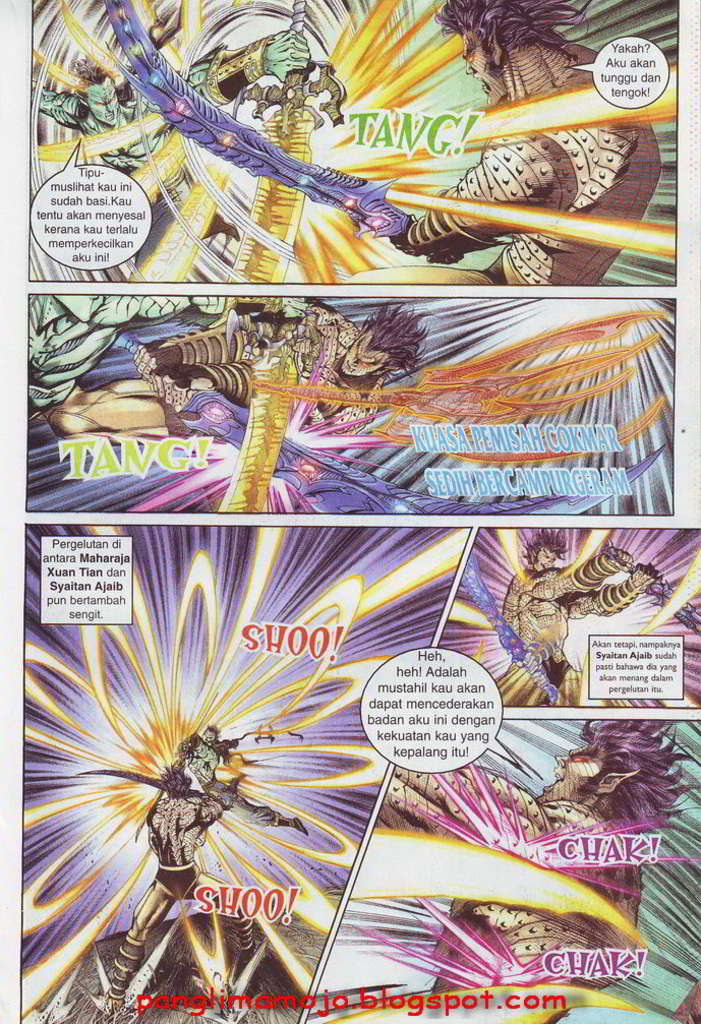 Yakah?
Aku akan
tunggu dan
tengok!
TANG!
Tipu-
muslihat kau ini
sudah basi.Kau
tentu akan menyesal
kerana kau terlalu
memperkecilkan
aku ini!
TANG!
KUASA PEMISAH COKMAR
SEDIH BERCAMPUR GERAM
Pergelutan di
antara Maharaja
Xuan Tian dan
Syaitan Ajaib
pun bertambah
sengit.
SHOO!
SHOO!
Akan tetapi, nampaknya
Syaitan Ajaib sudah
pasti bahawa dia yang
akan menang dalam
pergelutan itu.
Heh,
heh! Adalah
mustahil kau akan
dapat mencederakan
badan aku ini dengan
kekuatan kau yang
kepalang itu!
CHAK!
CHAK!
panglimamojo.blogspot.com